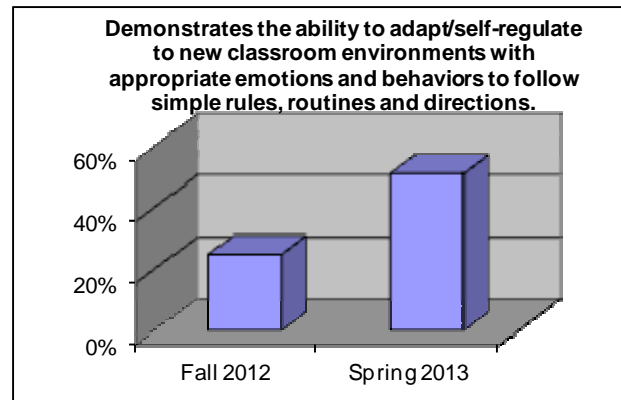 Demonstrates the ability to adapt/self-regulate
to new classroom environments with
appropriate emotions and behaviors to follow
simple rules, routines and directions.
60%
40%
20%
0%
Fall 2012 Spring 2013